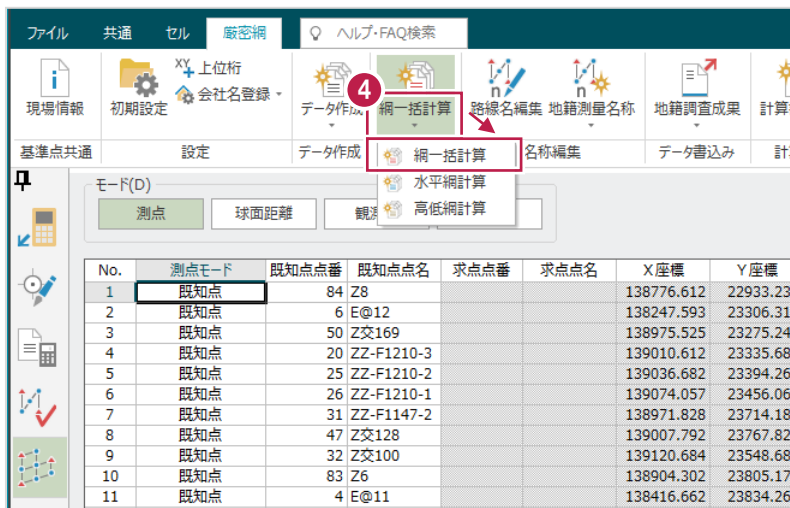 ファイル 共通 セル 厳密網 ヘルプ・FAQ検索
XY 上位桁
会社名登録
4
現場情報 初期設定 データ作成 網一括計算 路線名編集 地籍測量名称 地籍調査成果
基準点共通 設定 データ作成 名称編集 データ書込み
網一括計算
水平網計算
高低網計算
モード(D)
測点 球面距離
No. 測点モード 既知点点番 既知点点名 求点点番 求点点名 X座標 Y座標
1 既知点 84 Z8 138776.612 22933.23
2 既知点 6 E@12 138247.593 23306.31
3 既知点 50 Z交169 138975.525 23275.24
4 既知点 20 ZZ-F1210-3 139010.612 23335.68
5 既知点 25 ZZ-F1210-2 139036.682 23394.26
6 既知点 26 ZZ-F1210-1 139074.057 23456.06
7 既知点 31 ZZ-F1147-2 138971.828 23714.18
8 既知点 47 Z交128 139007.792 23767.82
9 既知点 32 Z交100 139120.684 23548.68
10 既知点 83 Z6 138904.302 23805.17
11 既知点 4 E@11 138416.662 23834.26